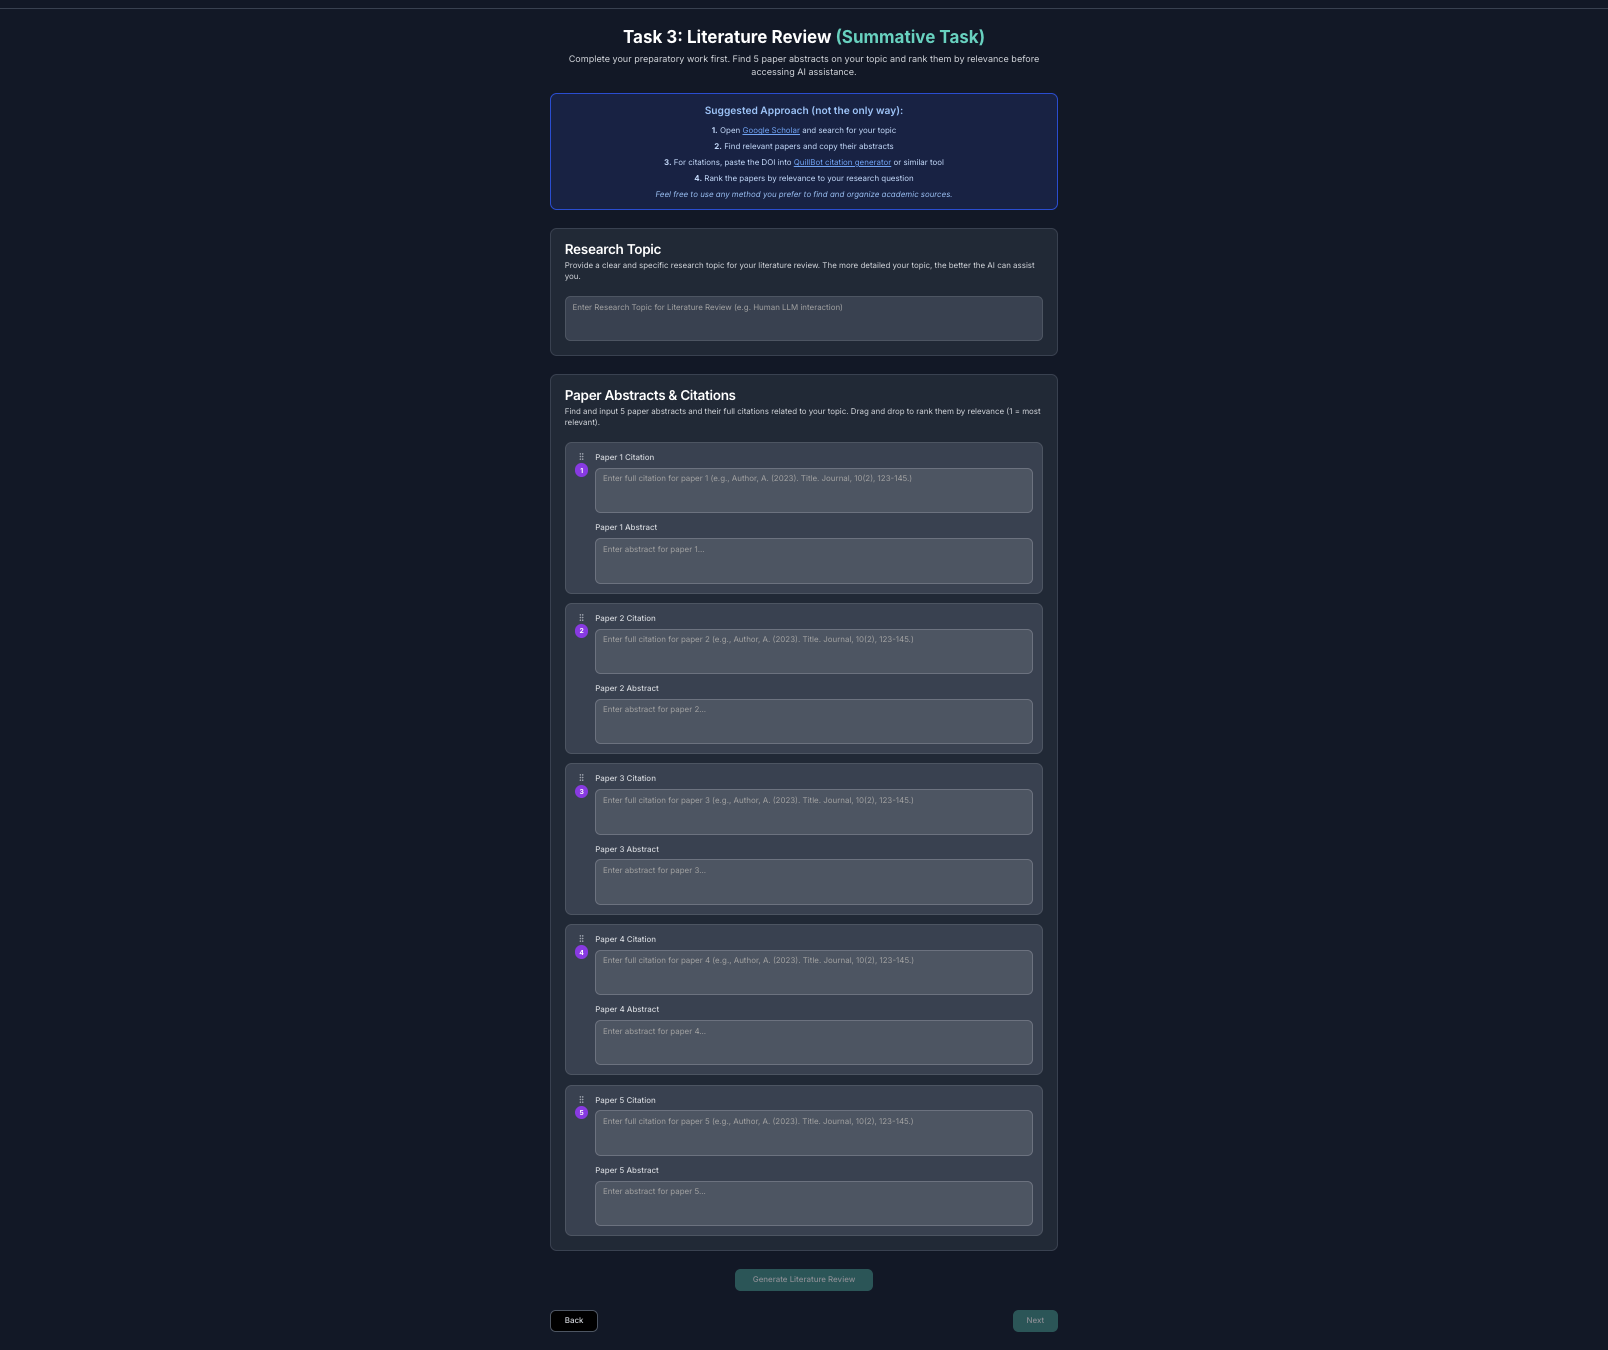 Task 3: Literature Review (Summative Task)
Complete your preparatory work first. Find 5 paper abstracts on your topic and rank them by relevance before
accessing AI assistance.
Suggested Approach (not the only way):
1. Open Google Scholar and search for your topic
2. Find relevant papers and copy their abstracts
3. For citations, paste the DOI into QuillBot citation generator or similar tool
4. Rank the papers by relevance to your research question
Feel free to use any method you prefer to find and organize academic sources.
Research Topic
Provide a clear and specific research topic for your literature review. The more detailed your topic, the better the AI can assist
you.
Enter Research Topic for Literature Review (e.g. Human LLM interaction)
Paper Abstracts & Citations
Find and input 5 paper abstracts and their full citations related to your topic. Drag and drop to rank them by relevance (1 = most
relevant).
Paper 1 Citation
1
Enter full citation for paper 1 (e.g., Author, A. (2023). Title. Journal, 10(2), 123-145.)
Paper 1 Abstract
Enter abstract for paper 1...
Paper 2 Citation
2
Enter full citation for paper 2 (e.g., Author, A. (2023). Title. Journal, 10(2), 123-145.)
Paper 2 Abstract
Enter abstract for paper 2...
Paper 3 Citation
3
Enter full citation for paper 3 (e.g., Author, A. (2023). Title. Journal, 10(2), 123-145.)
Paper 3 Abstract
Enter abstract for paper 3...
Paper 4 Citation
4
Enter full citation for paper 4 (e.g., Author, A. (2023). Title. Journal, 10(2), 123-145.)
Paper 4 Abstract
Enter abstract for paper 4...
Paper 5 Citation
5
Enter full citation for paper 5 (e.g., Author, A. (2023). Title. Journal, 10(2), 123-145.)
Paper 5 Abstract
Enter abstract for paper 5...
Generate Literature Review
Back
Next